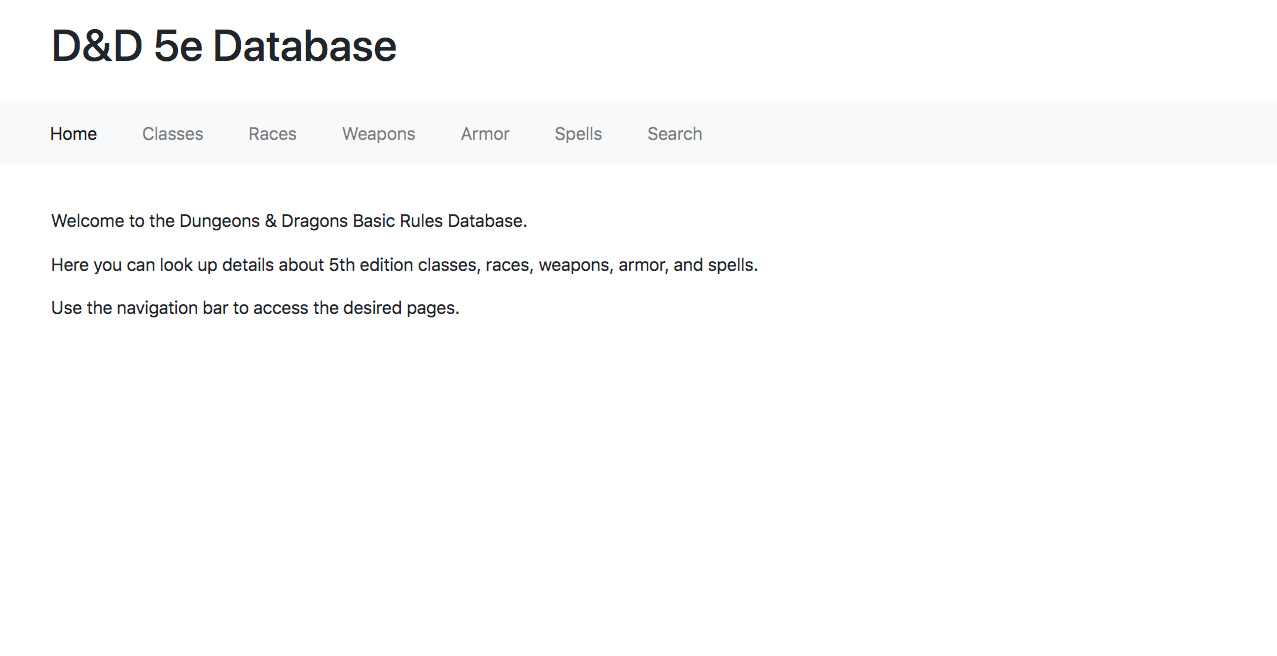 D&D 5e Database
Home Classes Races Weapons Armor Spells Search
Welcome to the Dungeons & Dragons Basic Rules Database.
Here you can look up details about 5th edition classes, races, weapons, armor, and spells.
Use the navigation bar to access the desired pages.